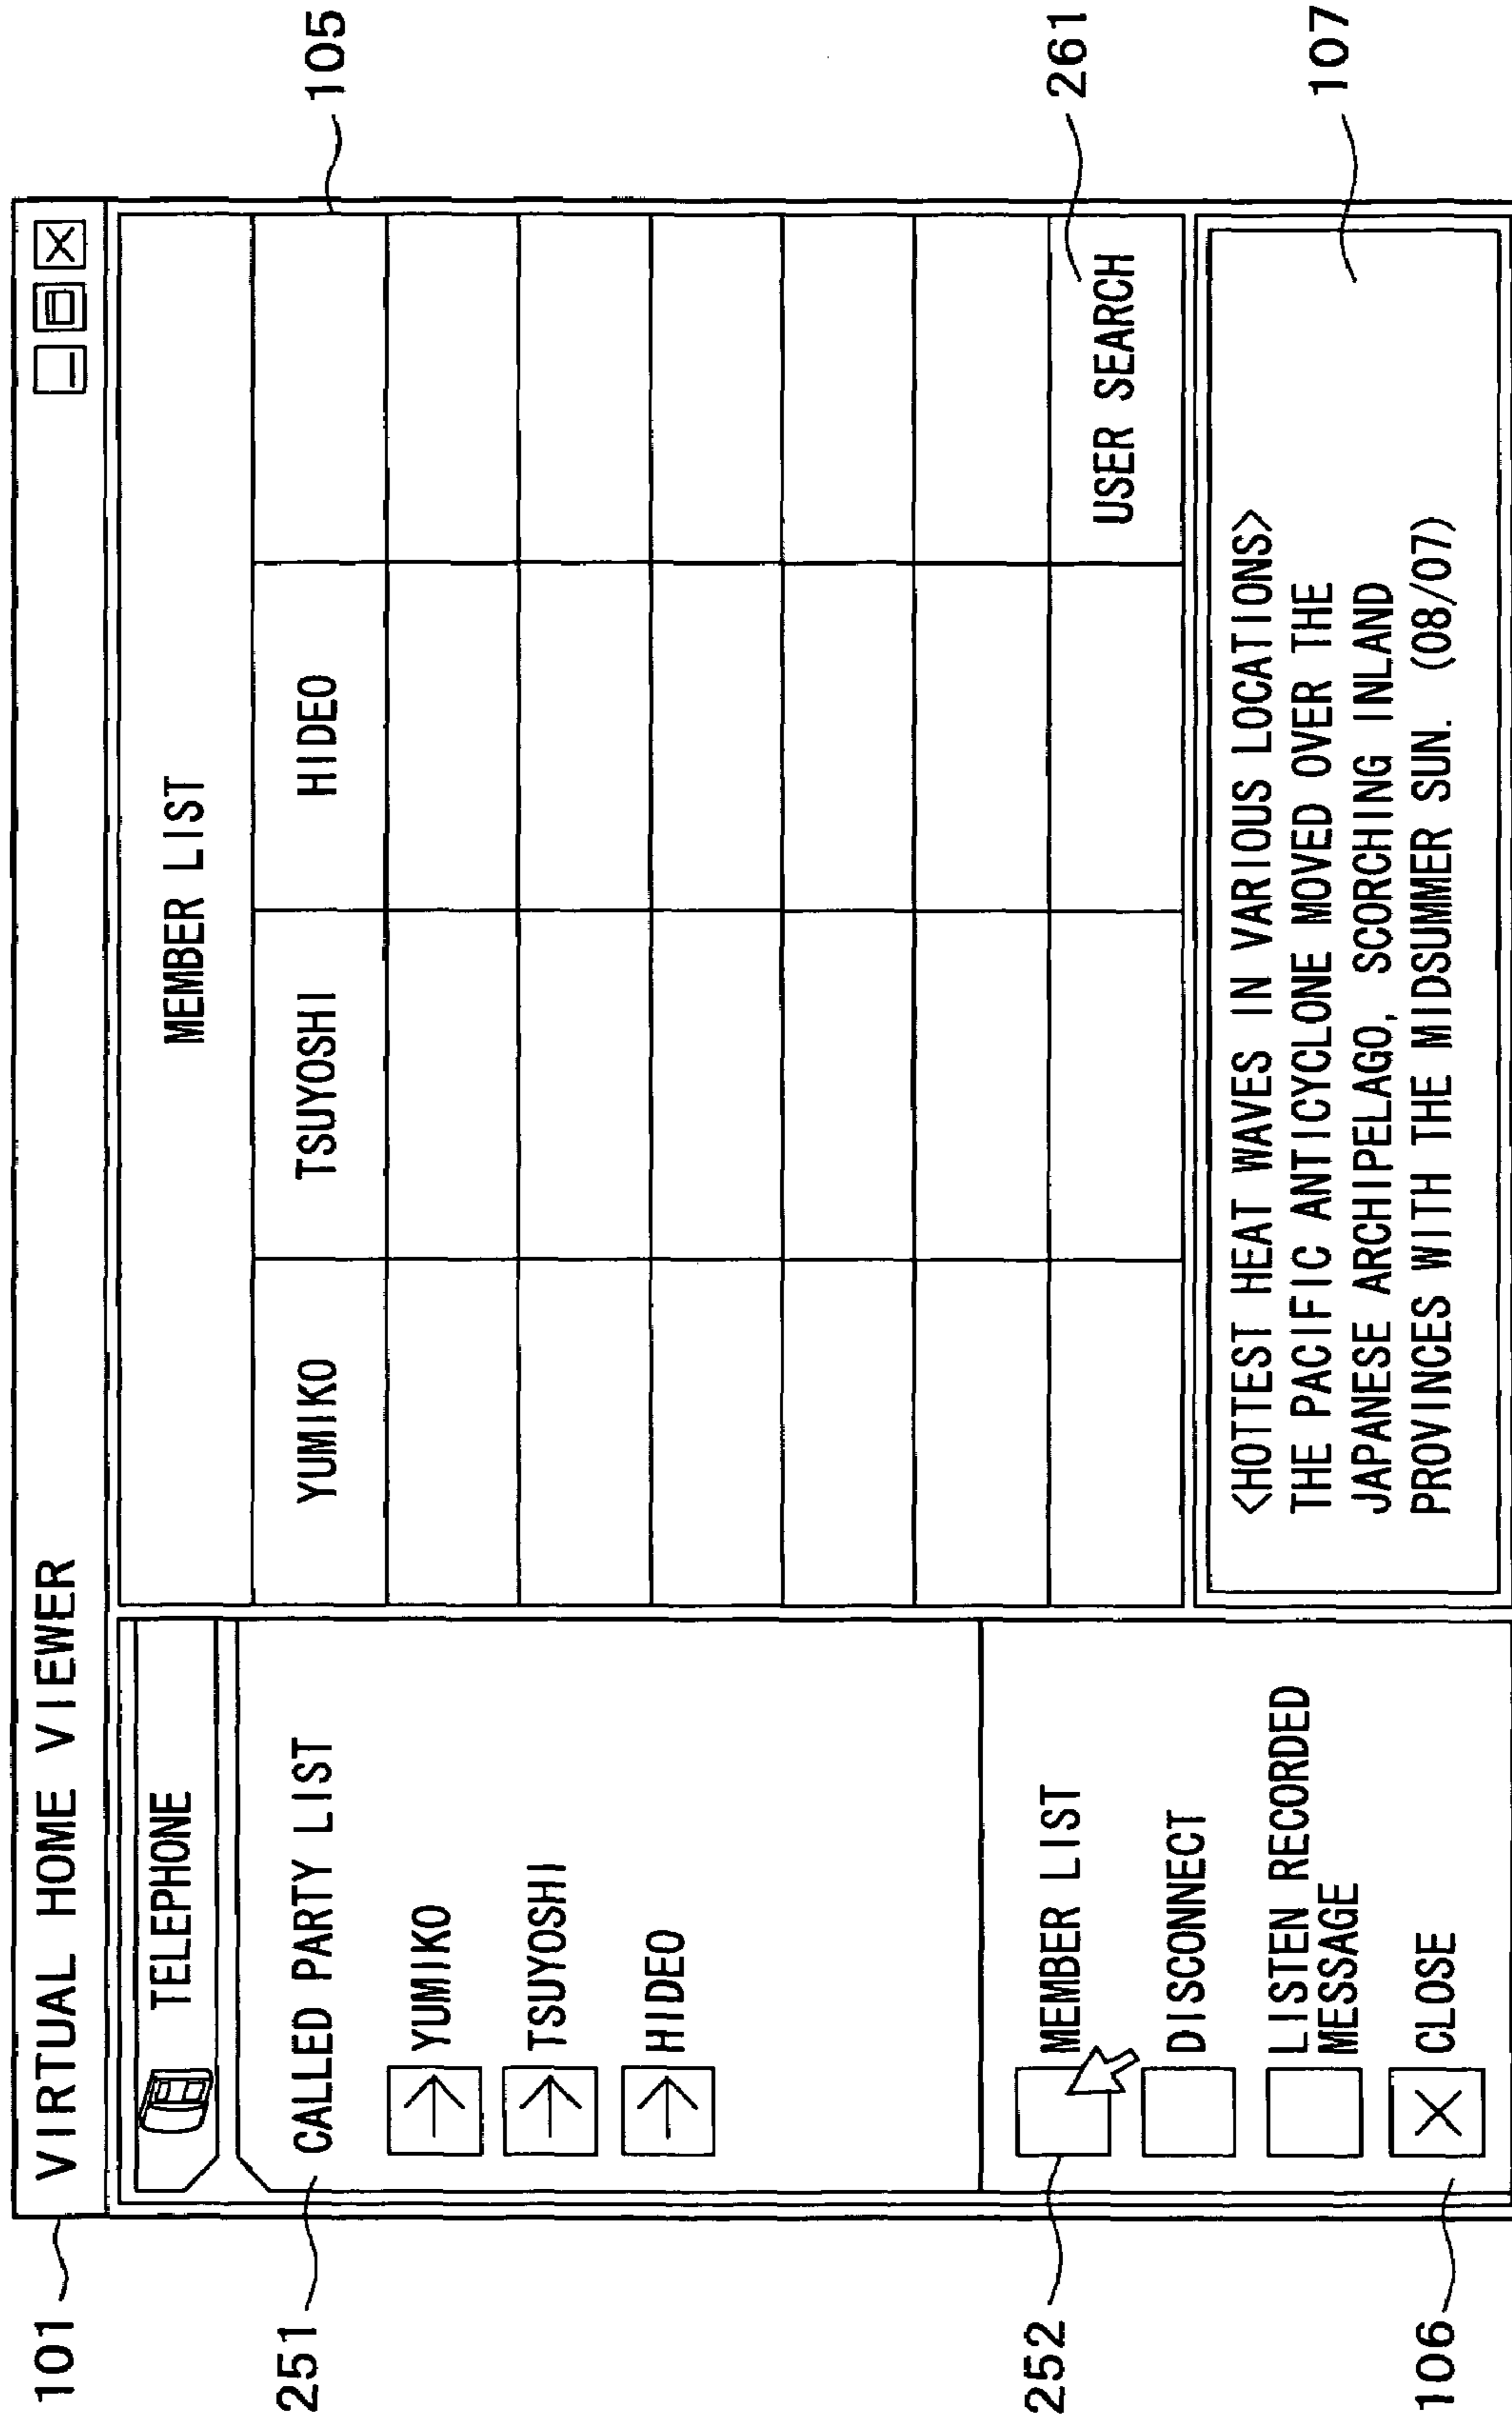 101
VIRTUAL HOME VIEWER
TELEPHONE
251
CALLED PARTY LIST
YUMIKO
TSUYOSHI
HIDEO
252
MEMBER LIST
DISCONNECT
LISTEN RECORDED
MESSAGE
106
CLOSE
MEMBER LIST
105
YUMIKO TSUYOSHI HIDEO
USER SEARCH
261
<HOTTEST HEAT WAVES IN VARIOUS LOCATIONS>
THE PACIFIC ANTICYCLONE MOVED OVER THE
JAPANESE ARCHIPELAGO, SCORCHING INLAND
PROVINCES WITH THE MIDSUMMER SUN. (08/07)
107